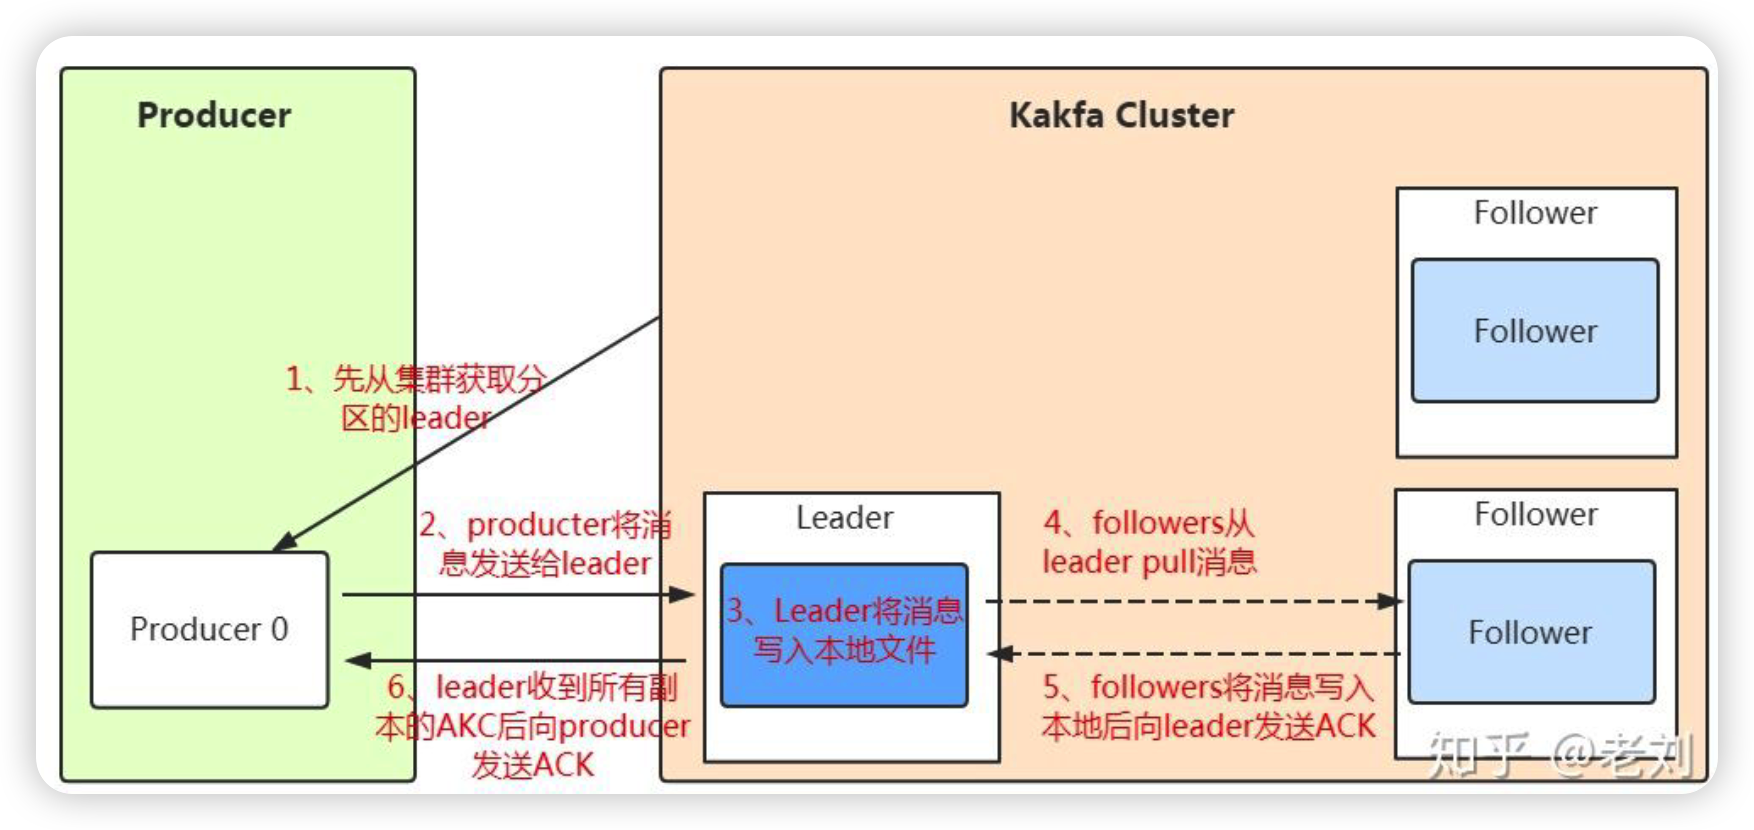 Producer
Kakfa Cluster
Follower
Follower
1、先从集群获取分
区的leader
2、producter将消
息发送给leader
Leader
4、followers从
leader pull消息
Follower
Producer 0
3、Leader将消息
写入本地文件
Follower
6、leader收到所有副
本的AKC后向producer
发送ACK
5、followers将消息写入
本地后向leader发送ACK
知乎 @老刘